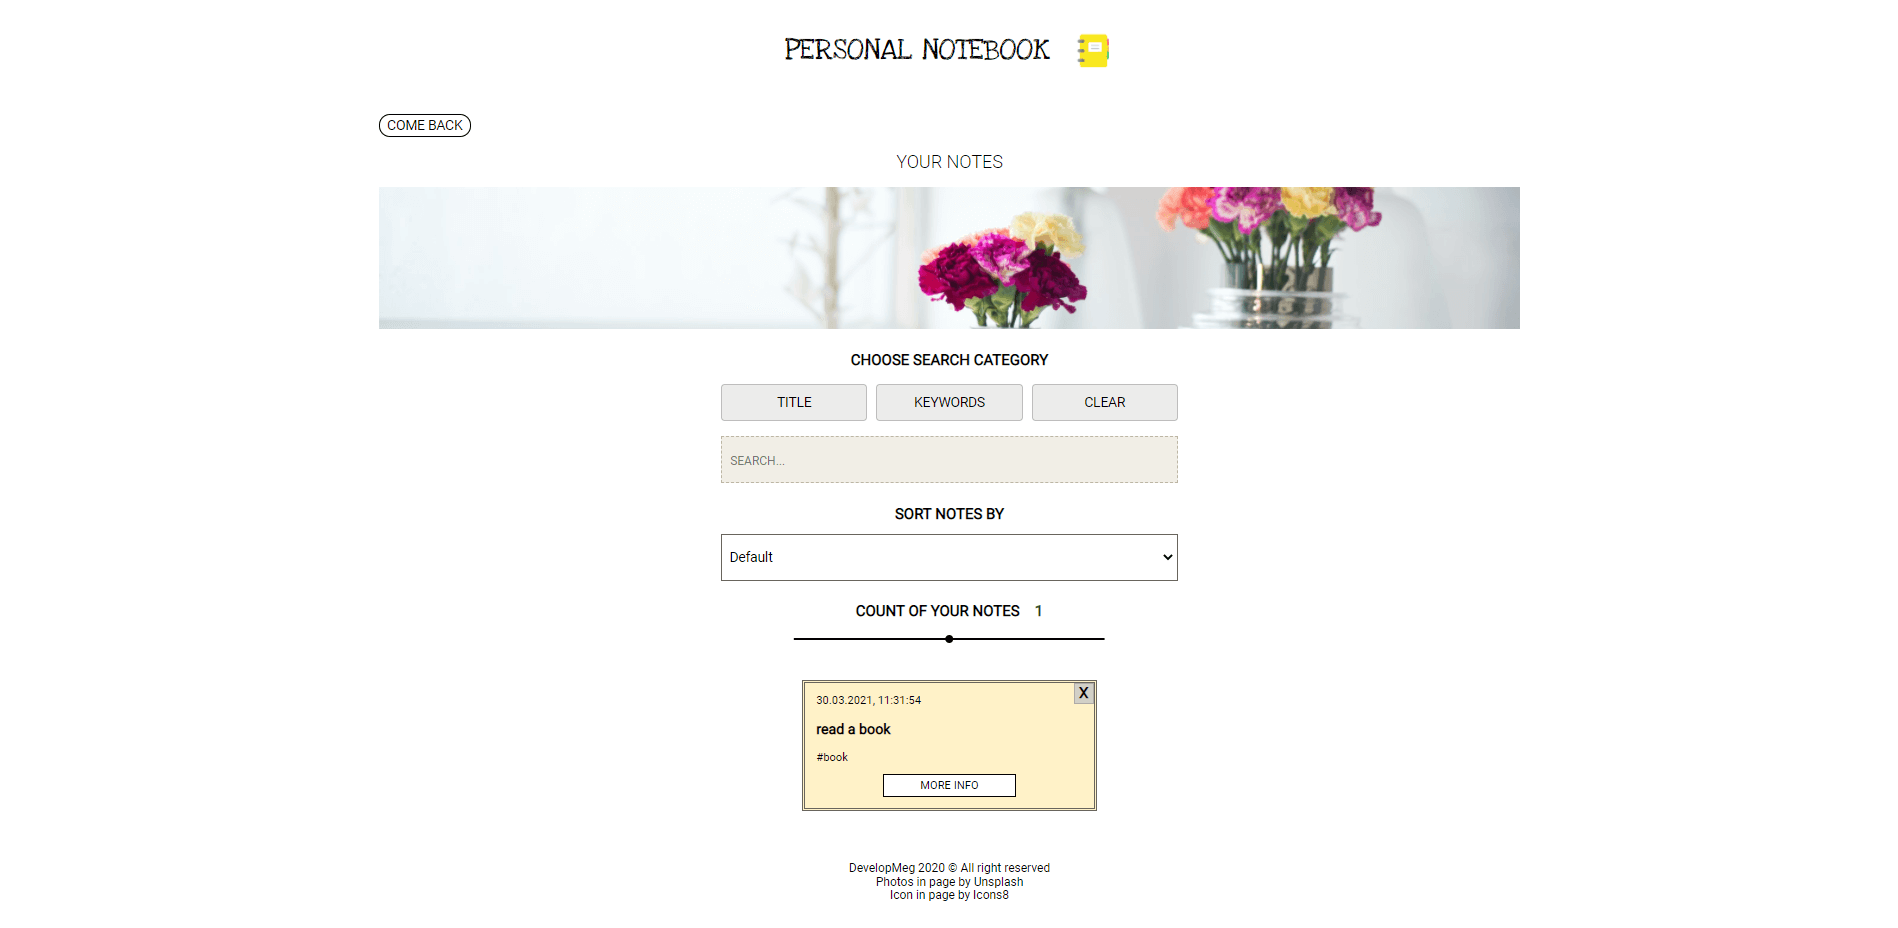 PERSONAL NOTEBOOK
COME BACK
YOUR NOTES
CHOOSE SEARCH CATEGORY
TITLE KEYWORDS CLEAR
SEARCH...
SORT NOTES BY
Default
COUNT OF YOUR NOTES 1
X
30.03.2021, 11:31:54
read a book
#book
MORE INFO
DevelopMeg 2020 © All right reserved
Photos in page by Unsplash
Icon in page by Icons8